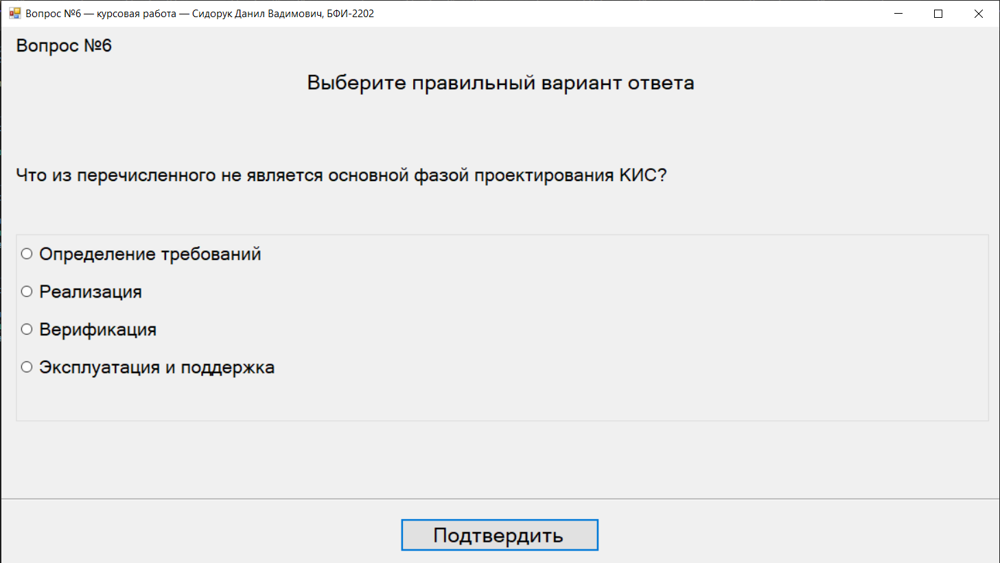 Вопрос №6 — курсовая работа — Сидорук Данил Вадимович, БФИ-2202
Вопрос №6
Выберите правильный вариант ответа
Что из перечисленного не является основной фазой проектирования КИС?
Определение требований
Реализация
Верификация
Эксплуатация и поддержка
Подтвердить